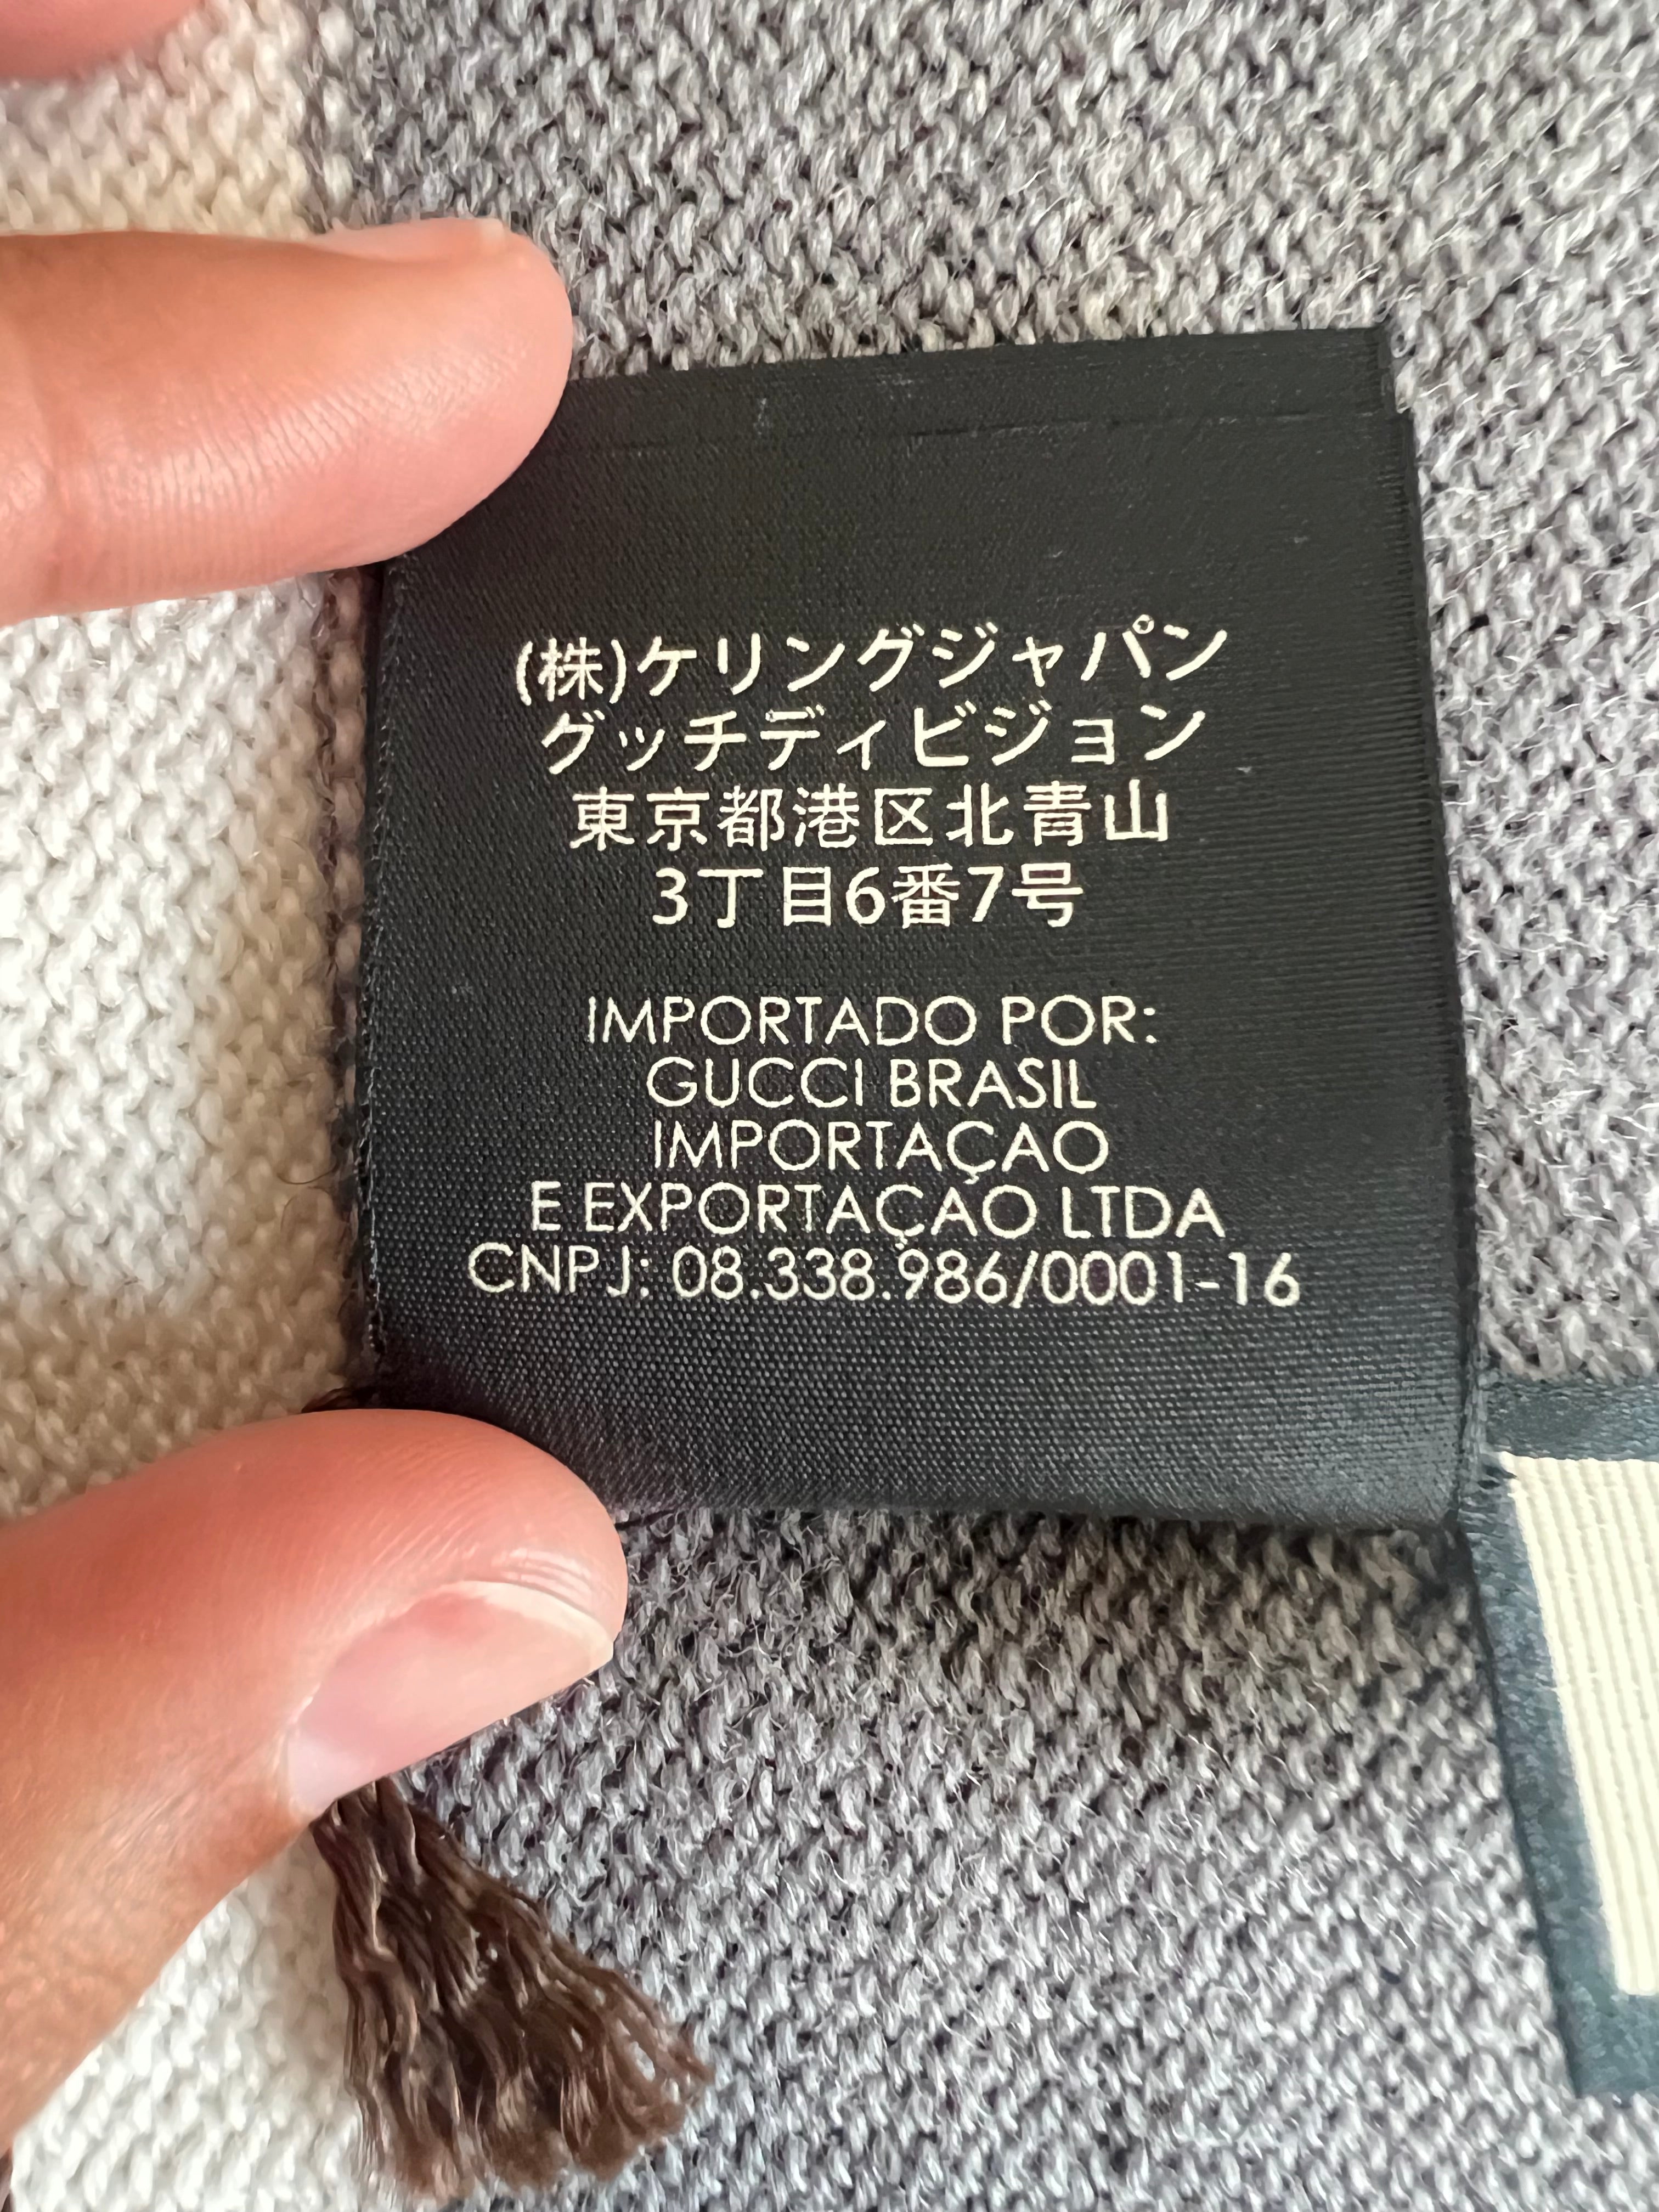 (株)ケリングジャパン
グッチディビジョン
東京都港区北青山
3丁目6番7号
IMPORTADO POR:
GUCCI BRASIL
IMPORTAÇAO
E EXPORTAÇAO LTDA
CNPJ: 08.338.986/0001-16